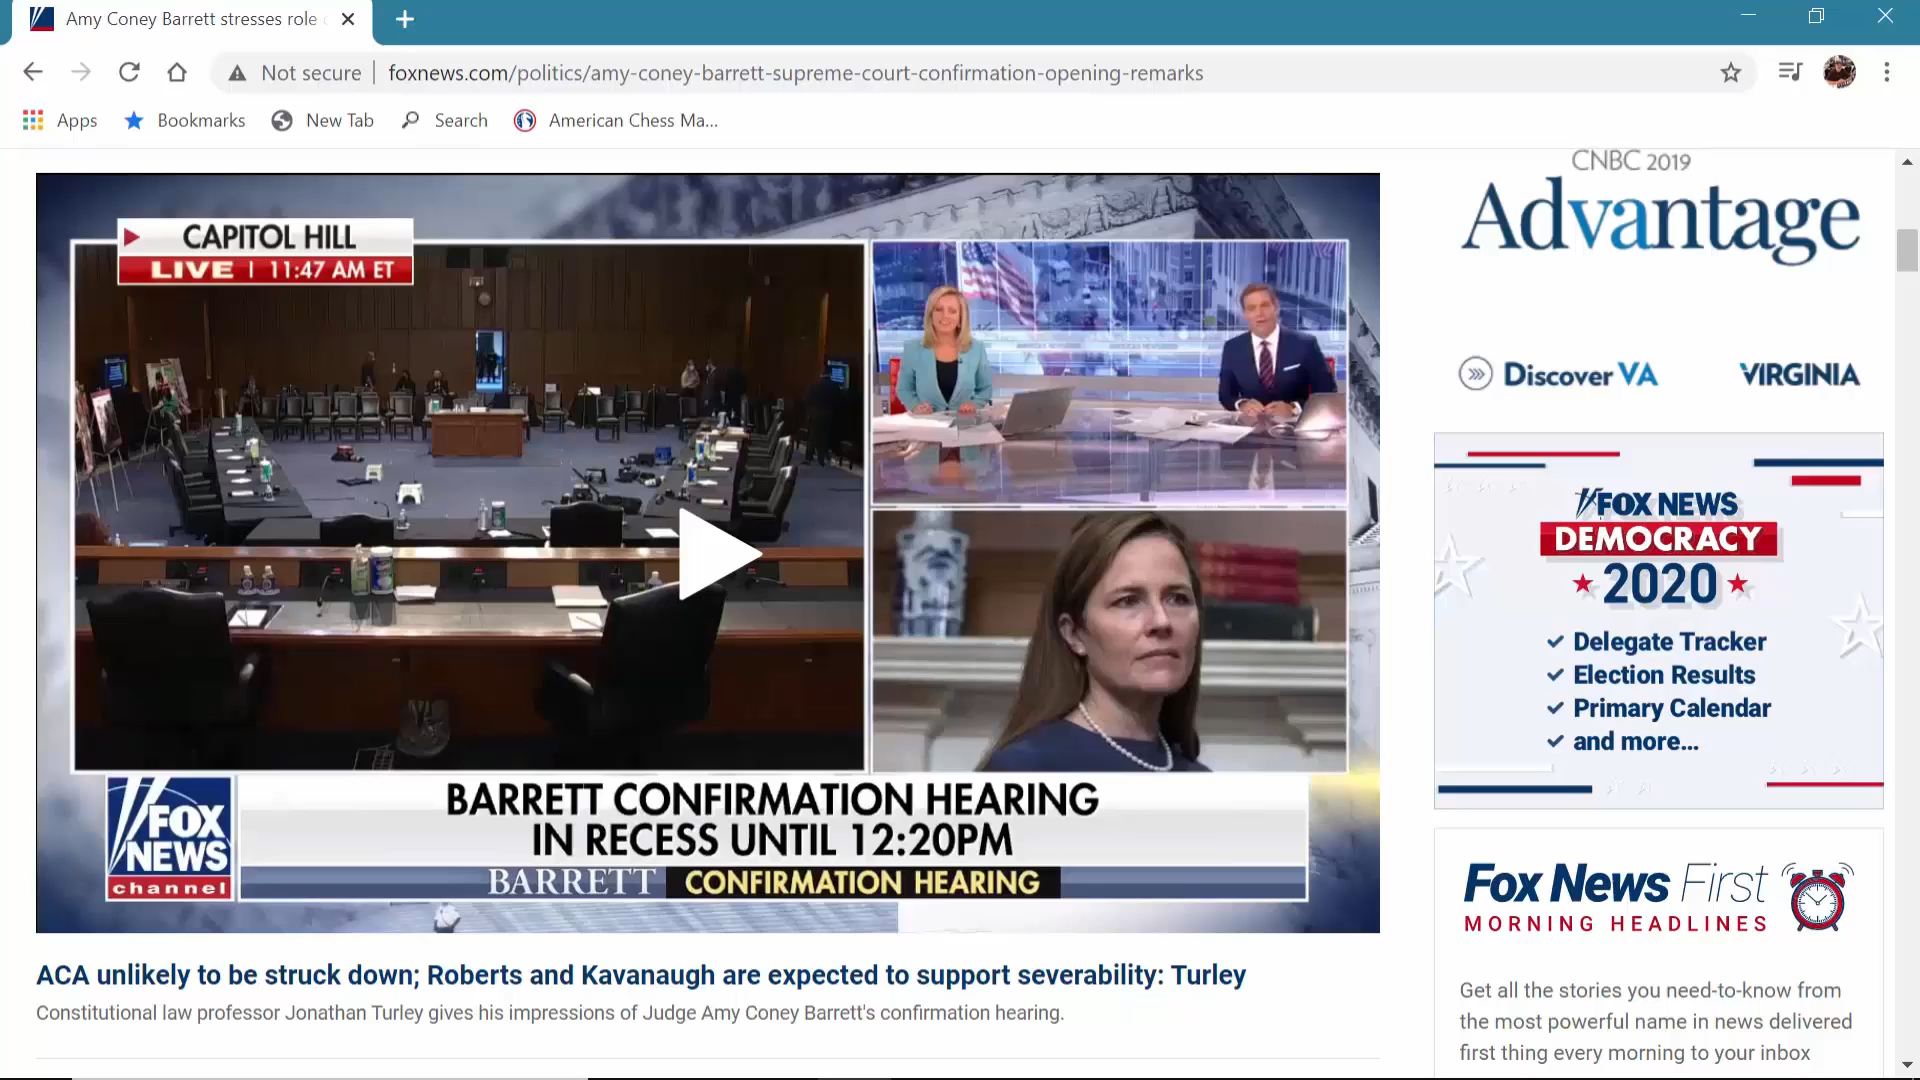 Amy Coney Barrett stresses role
Not secure
foxnews.com/politics/amy-coney-barrett-supreme-court-confirmation-opening-remarks
Apps
Bookmarks
New Tab
Search
American Chess Ma...
CAPITOL HILL
LIVE | 11:47 AM ET
FOX
NEWS
channel
BARRETT CONFIRMATION HEARING
IN RECESS UNTIL 12:20PM
BARRETT CONFIRMATION HEARING
ACA unlikely to be struck down; Roberts and Kavanaugh are expected to support severability: Turley
Constitutional law professor Jonathan Turley gives his impressions of Judge Amy Coney Barrett's confirmation hearing.
CNBC 2019
Advantage
Discover VA
VIRGINIA
FOX NEWS
DEMOCRACY
2020
Delegate Tracker
Election Results
Primary Calendar
and more...
Fox News First
MORNING HEADLINES
Get all the stories you need-to-know from
the most powerful name in news delivered
first thing every morning to your inbox